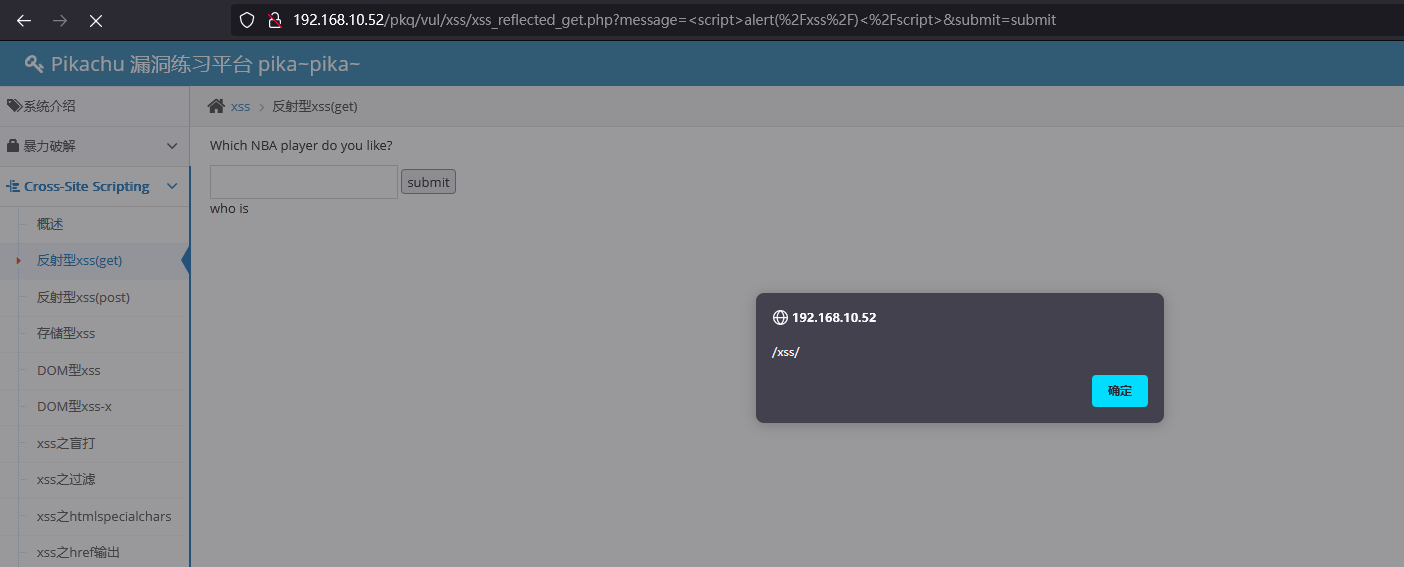 192.168.10.52/pkq/vul/xss/xss_reflected_get.php?message=<script>alert(%2Fxss%2F)<%2Fscript>&submit=submit
Pikachu 漏洞练习平台 pika~pika~
系统介绍
xss > 反射型xss(get)
暴力破解
Which NBA player do you like?
Cross-Site Scripting
submit
who is
概述
反射型xss(get)
反射型xss(post)
存储型xss
DOM型xss
DOM型xss-x
xss之盲打
xss之过滤
xss之htmlspecialchars
xss之href输出
192.168.10.52
/xss/
确定